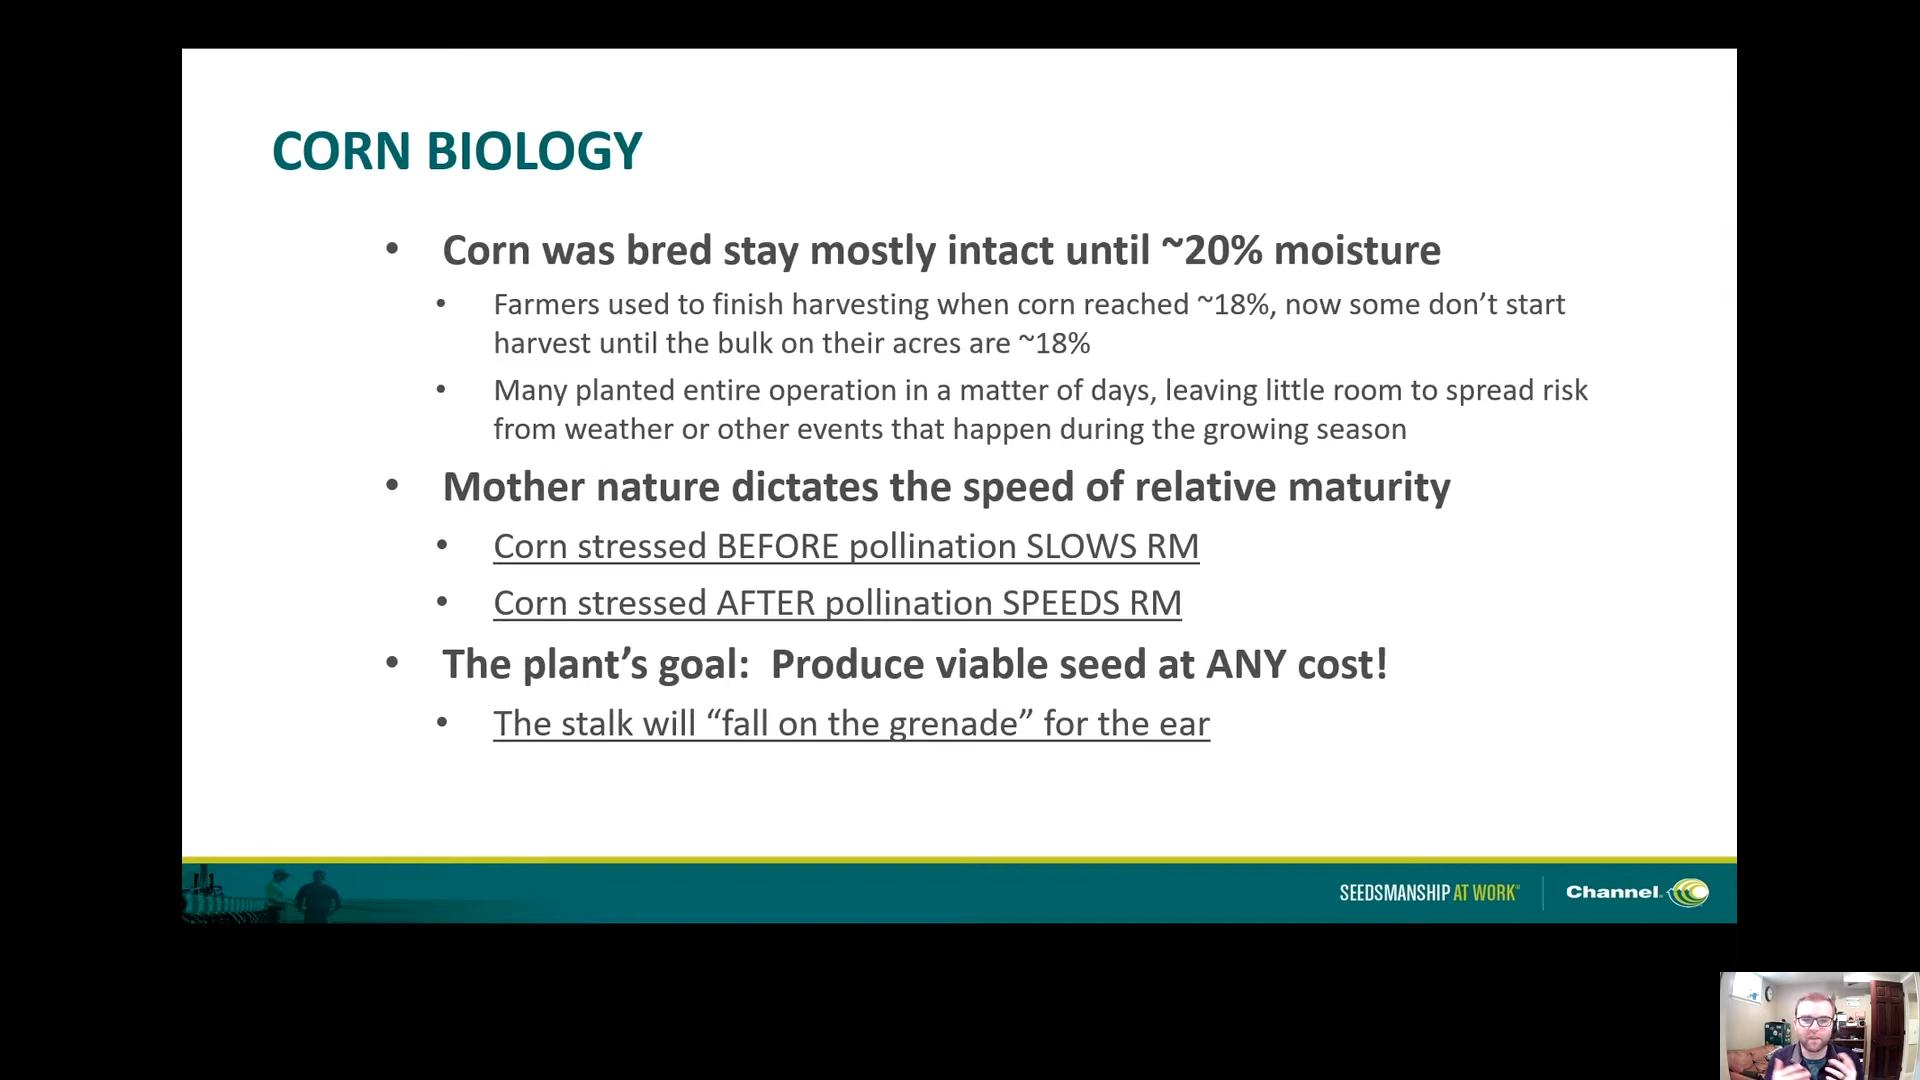 CORN BIOLOGY
• Corn was bred stay mostly intact until ~20% moisture
• Farmers used to finish harvesting when corn reached ~18%, now some don’t start
harvest until the bulk on their acres are ~18%
• Many planted entire operation in a matter of days, leaving little room to spread risk
from weather or other events that happen during the growing season
• Mother nature dictates the speed of relative maturity
• Corn stressed BEFORE pollination SLOWS RM
• Corn stressed AFTER pollination SPEEDS RM
• The plant’s goal:  Produce viable seed at ANY cost!
• The stalk will “fall on the grenade” for the ear
SEEDSMANSHIP AT WORK®
Channel.